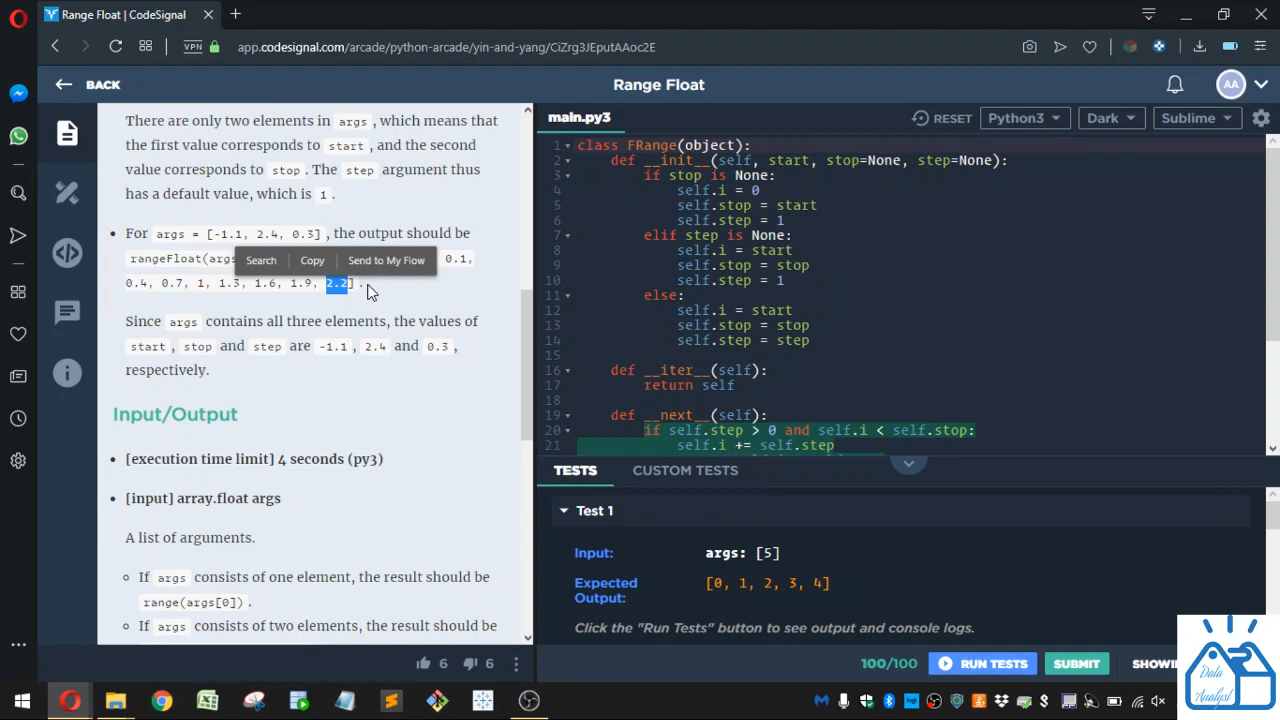 Range Float | CodeSignal
VPN
app.codesignal.com/arcade/python-arcade/yin-and-yang/CiZrg3JEputAAoc2E
BACK
Range Float
AA
There are only two elements in args, which means that
the first value corresponds to start, and the second
value corresponds to stop. The step argument thus
has a default value, which is 1.
• For args = [-1.1, 2.4, 0.3], the output should be
rangeFloat(args
0.1,
Search Copy Send to My Flow
0.4, 0.7, 1, 1.3, 1.6, 1.9, 2.2].
Since args contains all three elements, the values of
start, stop and step are -1.1, 2.4 and 0.3,
respectively.
Input/Output
• [execution time limit] 4 seconds (py3)
• [input] array.float args
A list of arguments.
If args consists of one element, the result should be
range(args[0]).
If args consists of two elements, the result should be
6 6
main.py3
RESET Python3 Dark Sublime
1 class FRange(object):
2 def __init__(self, start, stop=None, step=None):
3 if stop is None:
4 self.i = 0
5 self.stop = start
6 self.step = 1
7 elif step is None:
8 self.i = start
9 self.stop = stop
10 self.step = 1
11 else:
12 self.i = start
13 self.stop = stop
14 self.step = step
15
16 def __iter__(self):
17 return self
18
19 def __next__(self):
20 if self.step > 0 and self.i < self.stop:
21 self.i += self.step
TESTS CUSTOM TESTS
Test 1
Input: args: [5]
Expected Output: [0, 1, 2, 3, 4]
Click the "Run Tests" button to see output and console logs.
100/100 RUN TESTS SUBMIT SHOWI
Data
Analyst